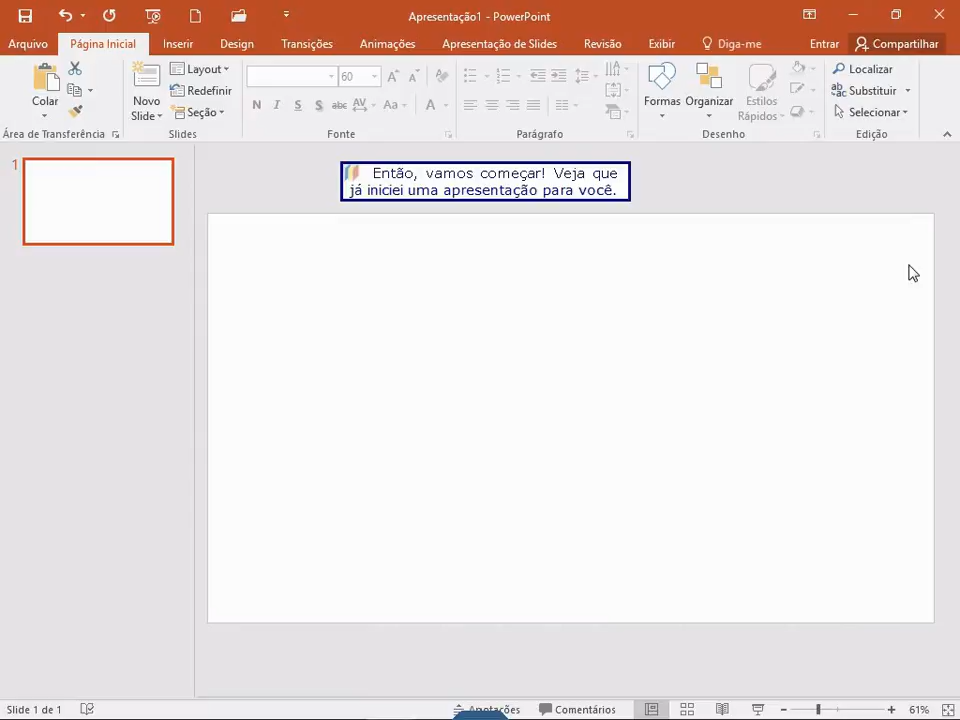 Apresentação1 - PowerPoint
Arquivo Página Inicial Inserir Design Transições Animações Apresentação de Slides Revisão Exibir Diga-me Entrar Compartilhar
Colar
Área de Transferência
Novo Slide
Layout
Redefinir
Seção
Slides
60
N I S S abc AV Aa A
Fonte
Parágrafo
Formas
Organizar
Estilos Rápidos
Desenho
Localizar
Substituir
Selecionar
Edição
1
Então, vamos começar! Veja que
já iniciei uma apresentação para você.
Slide 1 de 1 Anotações Comentários 61%